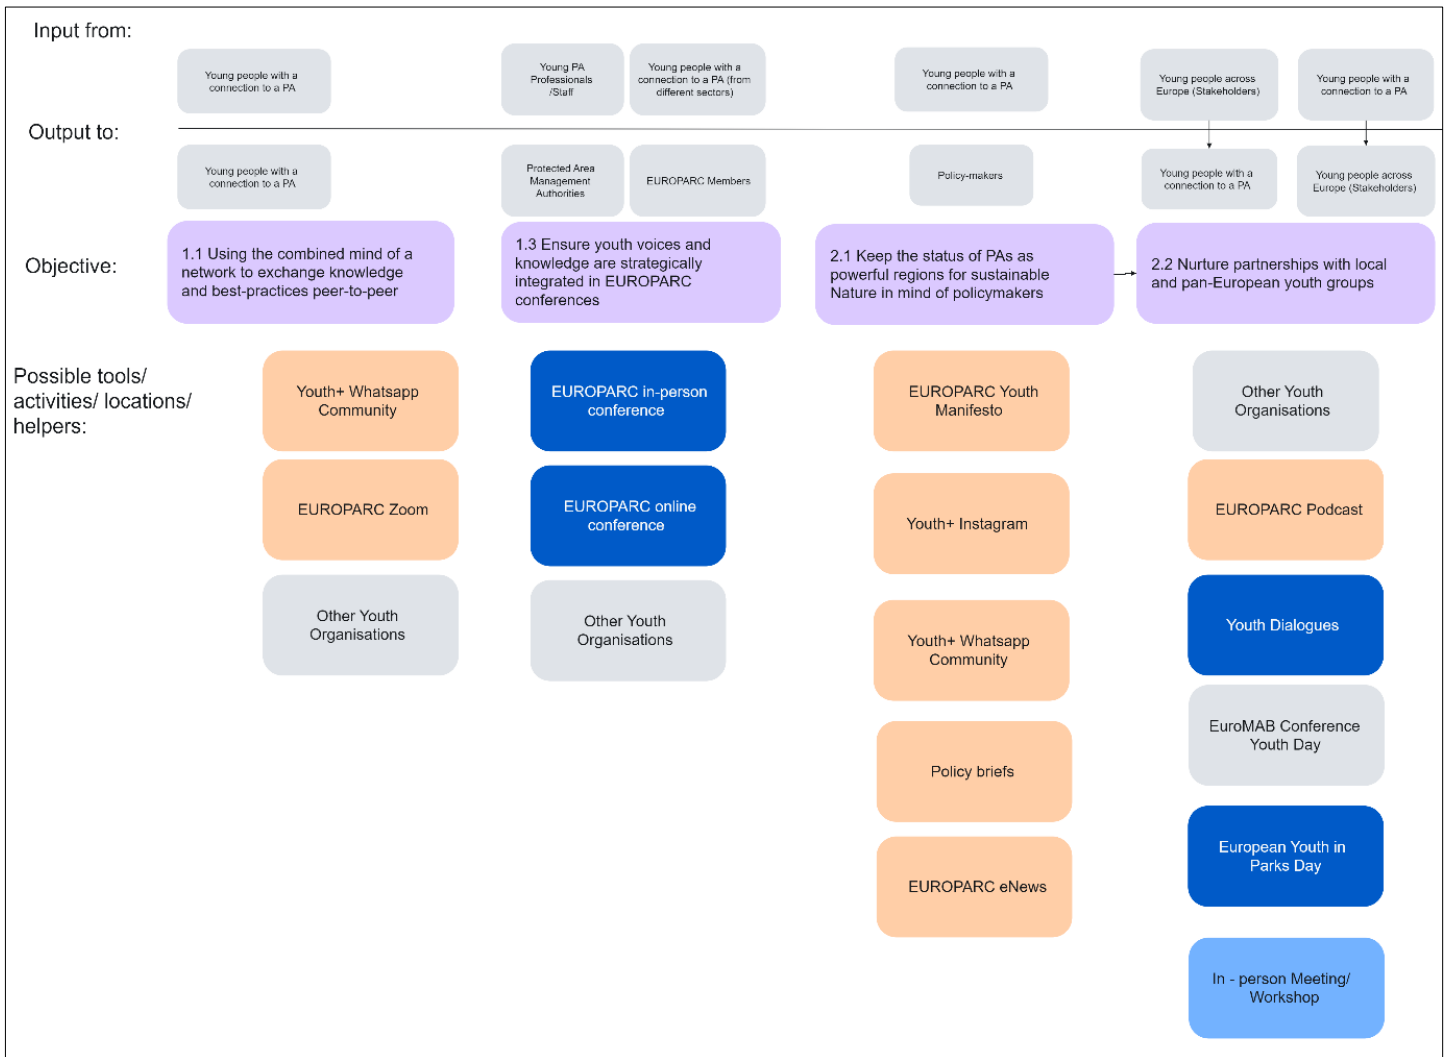 Input from:
Young people with a
connection to a PA
Young PA
Professionals
/Staff
Young people with a
connection to a PA (from
different sectors)
Young people with a
connection to a PA
Young people across
Europe (Stakeholders)
Young people with a
connection to a PA
Output to:
Young people with a
connection to a PA
Protected Area
Management
Authorities
EUROPARC Members
Policy-makers
Young people with a
connection to a PA
Young people across
Europe (Stakeholders)
Objective:
1.1 Using the combined mind of a
network to exchange knowledge
and best-practices peer-to-peer
1.3 Ensure youth voices and
knowledge are strategically
integrated in EUROPARC
conferences
2.1 Keep the status of PAs as
powerful regions for sustainable
Nature in mind of policymakers
2.2 Nurture partnerships with local
and pan-European youth groups
Possible tools/
activities/ locations/
helpers:
Youth+ Whatsapp
Community
EUROPARC Zoom
Other Youth
Organisations
EUROPARC in-person
conference
EUROPARC online
conference
Other Youth
Organisations
EUROPARC Youth
Manifesto
Youth+ Instagram
Youth+ Whatsapp
Community
Policy briefs
EUROPARC eNews
Other Youth
Organisations
EUROPARC Podcast
Youth Dialogues
EuroMAB Conference
Youth Day
European Youth in
Parks Day
In - person Meeting/
Workshop